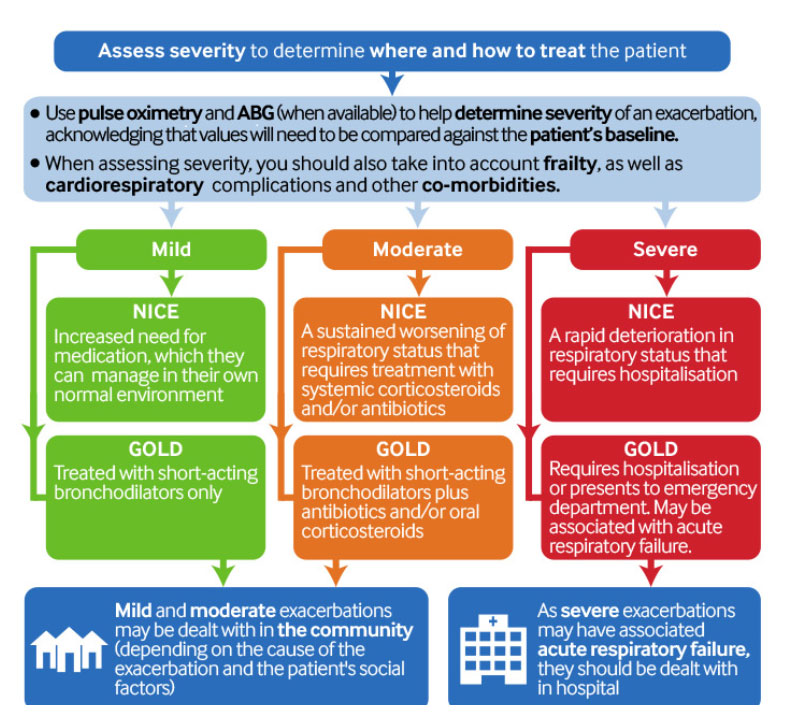 Assess severity to determine where and how to treat the patient
● Use pulse oximetry and ABG (when available) to help determine severity of an exacerbation,
acknowledging that values will need to be compared against the patient's baseline.
● When assessing severity, you should also take into account frailty, as well as
cardiorespiratory complications and other co-morbidities.
Mild
NICE
Increased need for
medication, which they
can manage in their own
normal environment
GOLD
Treated with short-acting
bronchodilators only
Moderate
NICE
A sustained worsening of
respiratory status that
requires treatment with
systemic corticosteroids
and/or antibiotics
GOLD
Treated with short-acting
bronchodilators plus
antibiotics and/or oral
corticosteroids
Severe
NICE
A rapid deterioration in
respiratory status that
requires hospitalisation
GOLD
Requires hospitalisation
or presents to emergency
department. May be
associated with acute
respiratory failure.
Mild and moderate exacerbations
may be dealt with in the community
(depending on the cause of the
exacerbation and the patient's social
factors)
As severe exacerbations
may have associated
acute respiratory failure,
they should be dealt with
in hospital